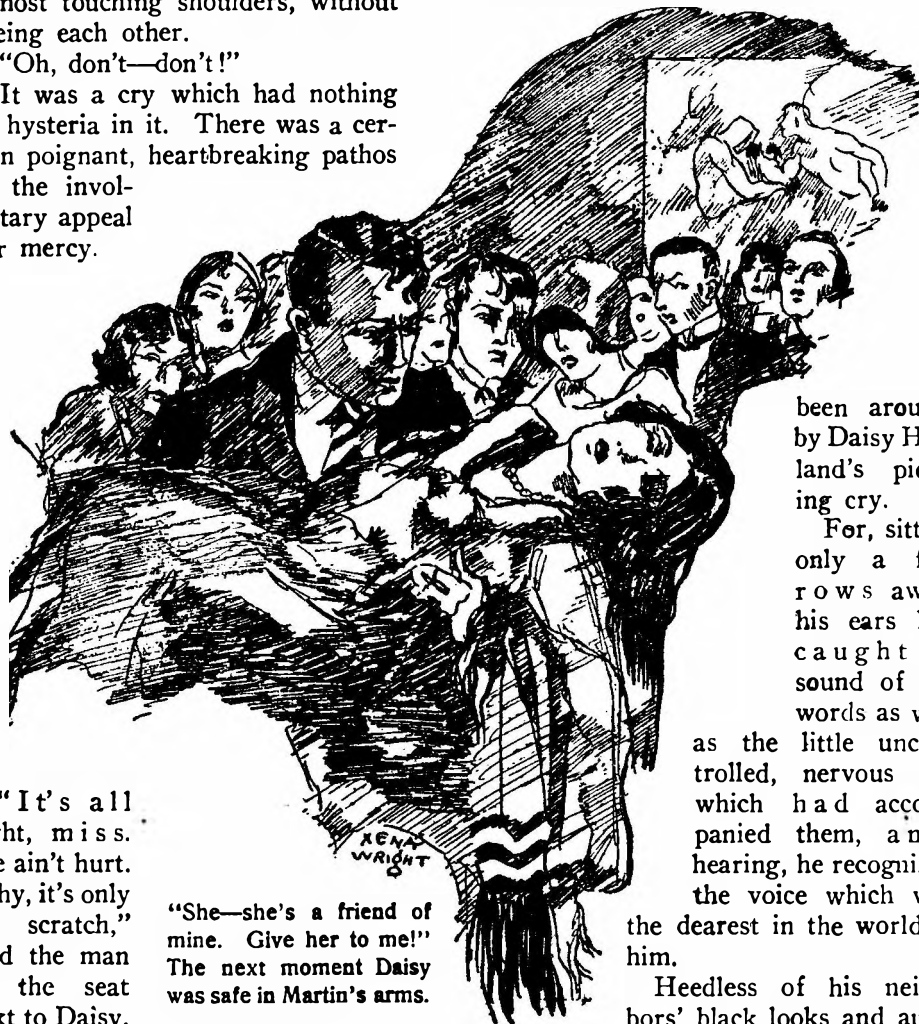 most touching shoulders, without
eing each other.
"Oh, don't—don't!"
It was a cry which had nothing
hysteria in it. There was a cer-
n poignant, heartbreaking pathos
the invol-
tary appeal
r mercy.
"It's all
ht, miss.
e ain't hurt.
hy, it's only
scratch,"
d the man
the seat
xt to Daisy.
XENA
WRIGHT
"She—she's a friend of
mine. Give her to me!"
The next moment Daisy
was safe in Martin's arms.
been arou
by Daisy H
land's pie
ing cry.
For, sitt
only a f
rows aw
his ears
caught
sound of
words as w
as the little unc
trolled, nervous
which had acco
panied them, an
hearing, he recogni
the voice which w
the dearest in the world
him.
Heedless of his nei
bors' black looks and au